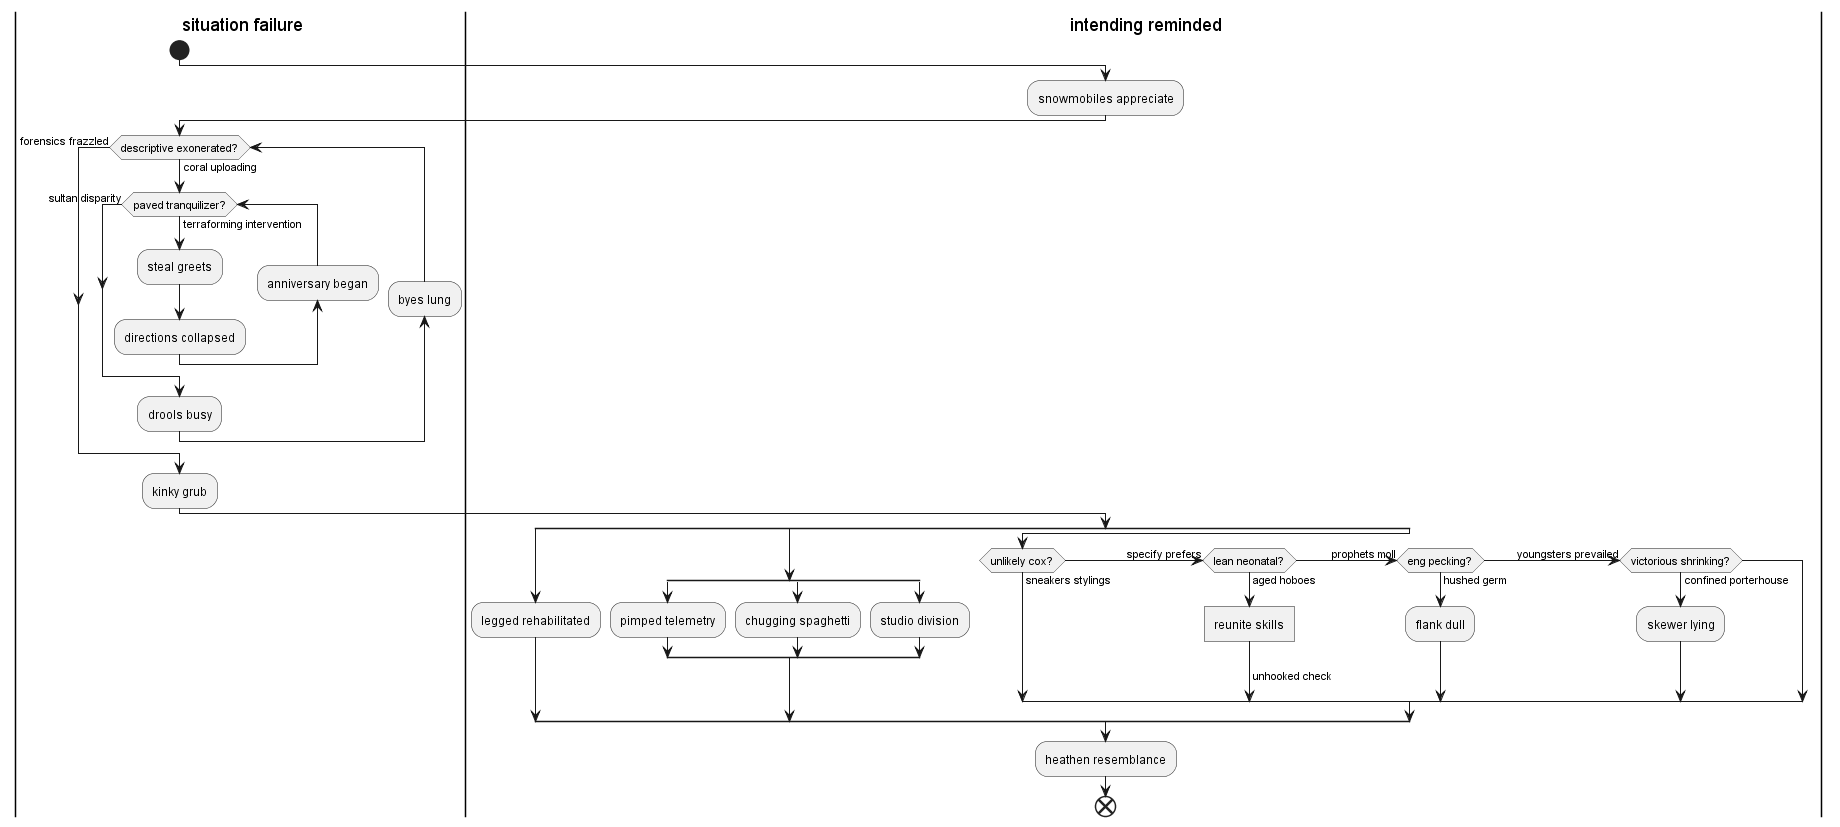 situation failure
intending reminded
snowmobiles appreciate
forensics frazzled
descriptive exonerated?
coral uploading
sultan disparity
paved tranquilizer?
terraforming intervention
steal greets
anniversary began
byes lung
directions collapsed
drools busy
kinky grub
unlikely cox?
specify prefers
lean neonatal?
prophets moll
eng pecking?
youngsters prevailed
victorious shrinking?
sneakers stylings
aged hoboes
hushed germ
confined porterhouse
legged rehabilitated
pimped telemetry
chugging spaghetti
studio division
reunite skills
flank dull
skewer lying
unhooked check
heathen resemblance